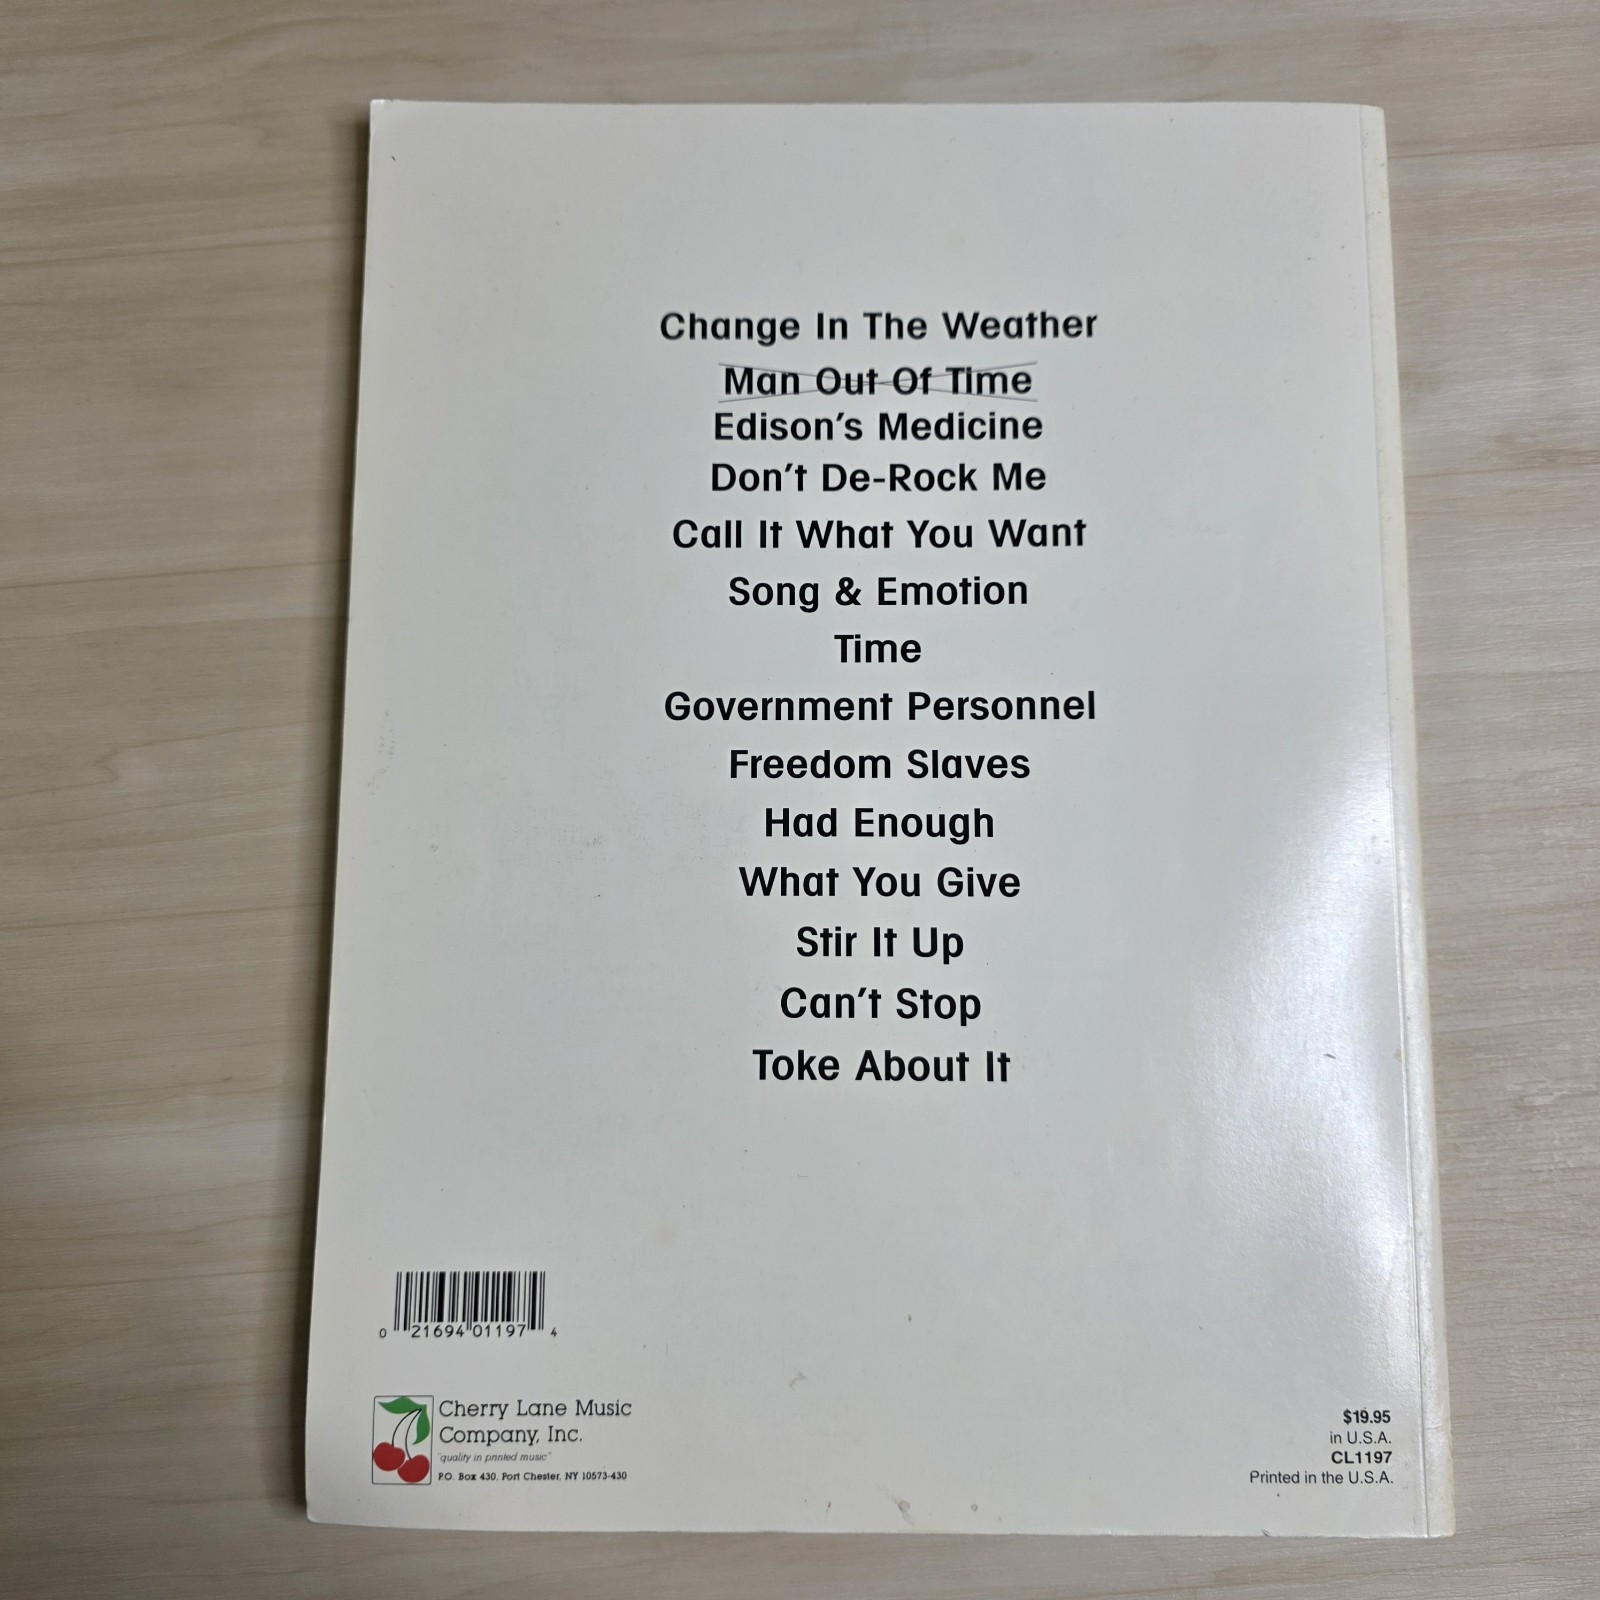 Change In The Weather
Man Out Of Time
Edison's Medicine
Don't De-Rock Me
Call It What You Want
Song & Emotion
Time
Government Personnel
Freedom Slaves
Had Enough
What You Give
Stir It Up
Can't Stop
Toke About It
0 21694 01197 4
Cherry Lane Music
Company, Inc.
"quality in printed music"
P.O. Box 430, Port Chester, NY 10573-430
$19.95
in U.S.A.
CL1197
Printed in the U.S.A.